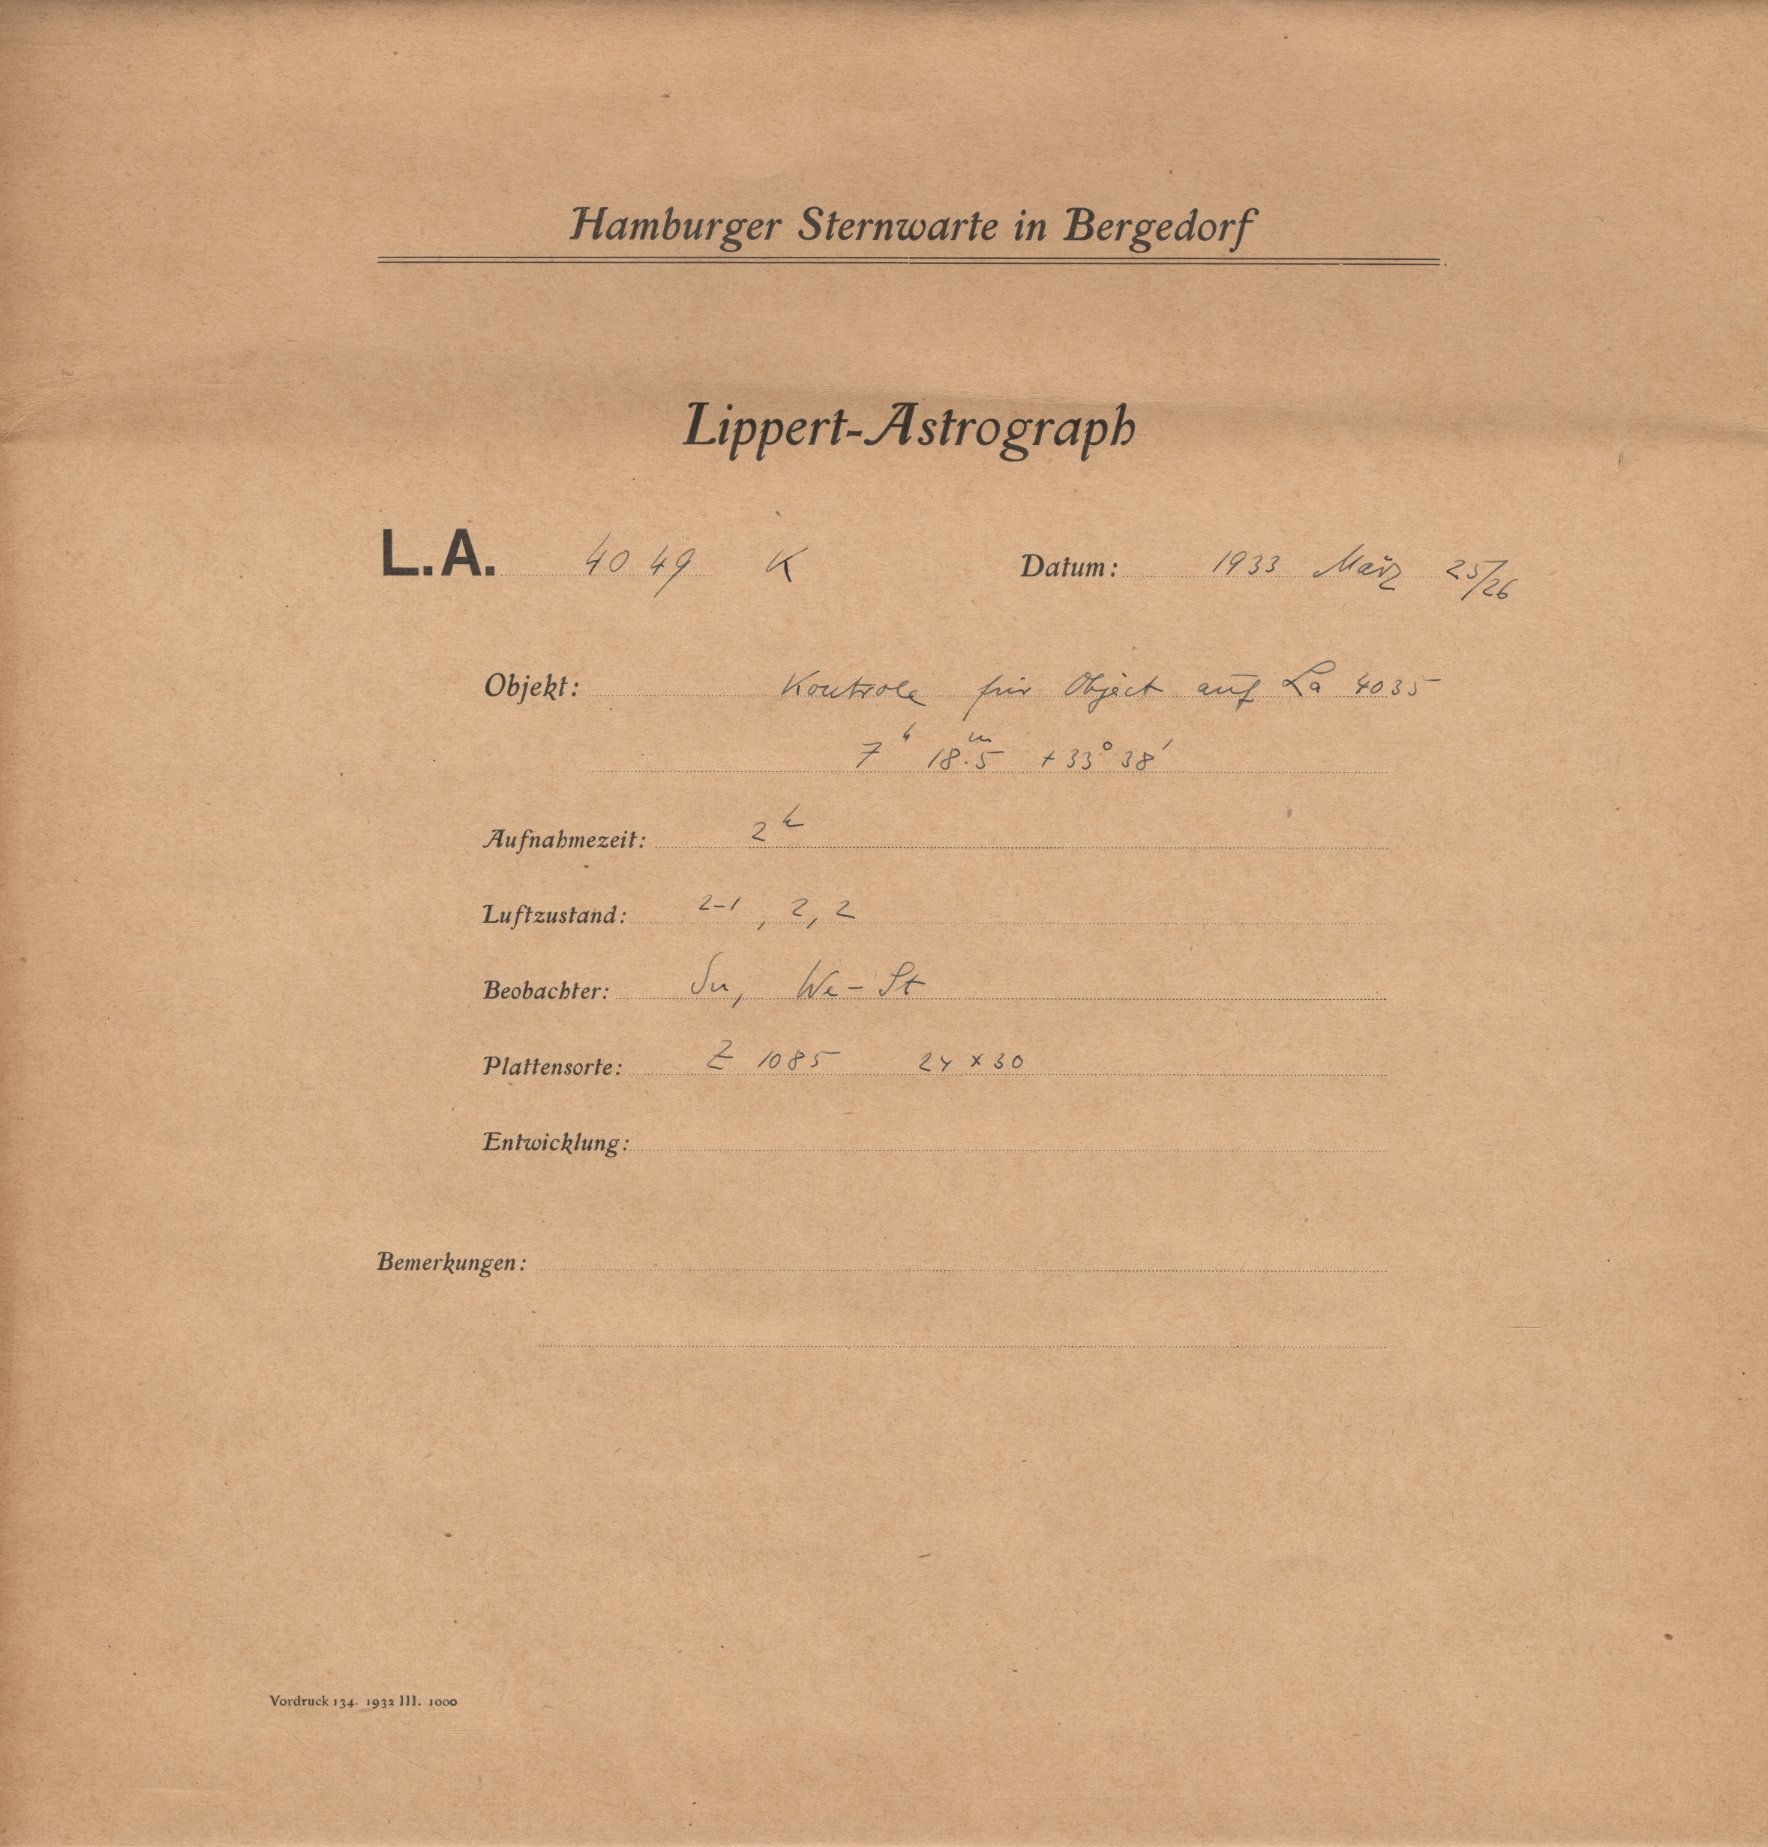 Hamburger Sternwarte in Bergedorf
Lippert-Astrograph
L.A. 4049 K Datum: 1933 März 25/26
Objekt: Kontrole für Object auf La 4035
7h 18m.5 +33° 38'
Aufnahmezeit: 2h
Luftzustand: 2-1, 2, 2
Beobachter: Su, We-St
Plattensorte: Z 1085 24 x 30
Entwicklung:
Bemerkungen:
Vordruck 134. 1932 III. 1000